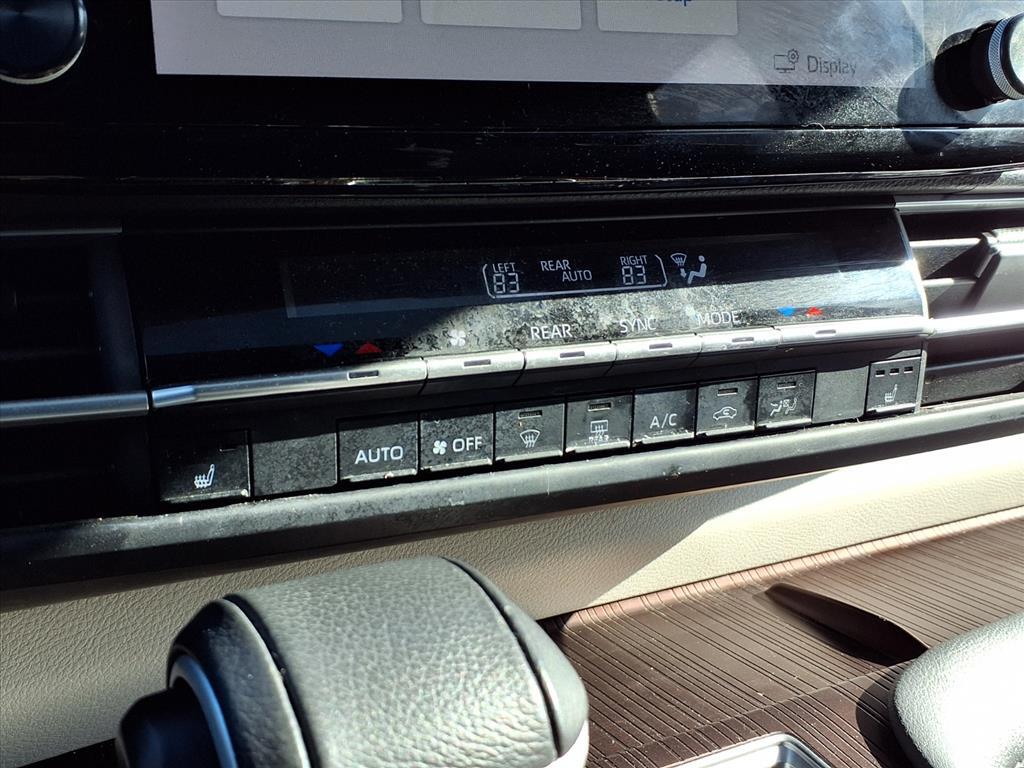 Display
LEFT
83
REAR
AUTO
RIGHT
83
REAR
SYNC
MODE
AUTO
OFF
A/C